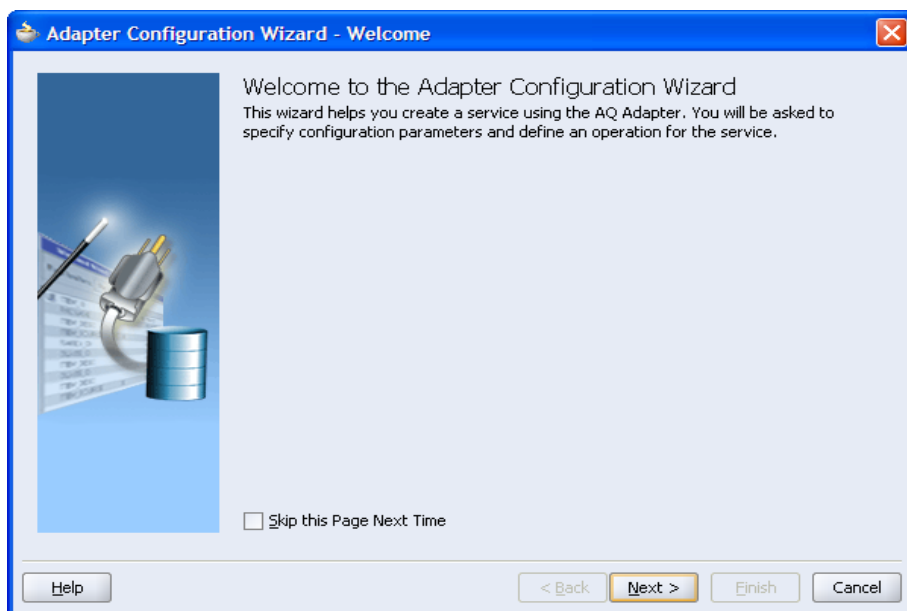 Adapter Configuration Wizard - Welcome
Welcome to the Adapter Configuration Wizard
This wizard helps you create a service using the AQ Adapter. You will be asked to
specify configuration parameters and define an operation for the service.
Skip this Page Next Time
Help
< Back
Next >
Finish
Cancel